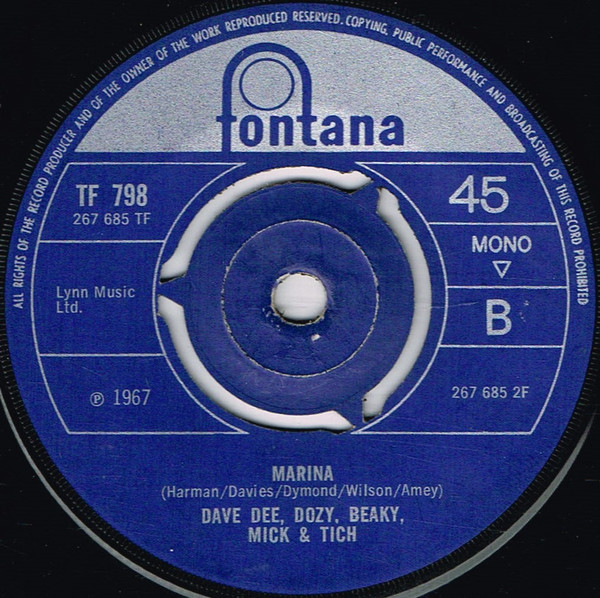 ALL RIGHTS OF THE RECORD PRODUCER AND OF THE OWNER OF THE WORK REPRODUCED RESERVED. COPYING, PUBLIC PERFORMANCE AND BROADCASTING OF THIS RECORD PROHIBITED
fontana
TF 798
267 685 TF
45
MONO
Lynn Music
Ltd.
B
℗ 1967
267 685 2F
MARINA
(Harman/Davies/Dymond/Wilson/Amey)
DAVE DEE, DOZY, BEAKY,
MICK & TICH